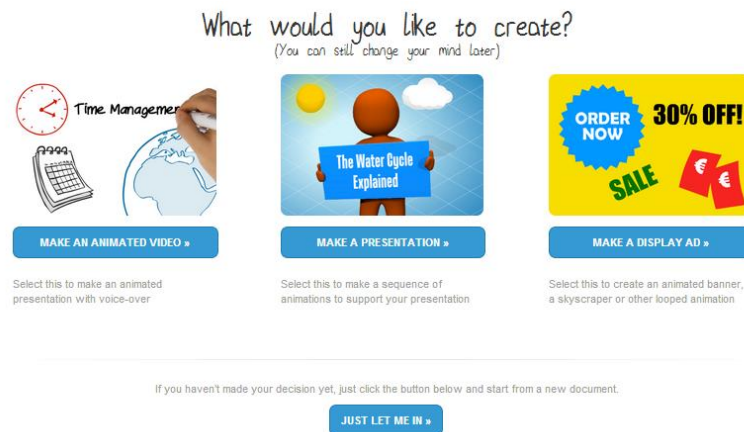 What would you like to create?
(You can still change your mind later)
Time Managemen
The Water Cycle
Explained
ORDER
NOW
30% OFF!
SALE
€
€
MAKE AN ANIMATED VIDEO »
MAKE A PRESENTATION »
MAKE A DISPLAY AD »
Select this to make an animated
presentation with voice-over
Select this to make a sequence of
animations to support your presentation
Select this to create an animated banner,
a skyscraper or other looped animation
If you haven't made your decision yet, just click the button below and start from a new document.
JUST LET ME IN »